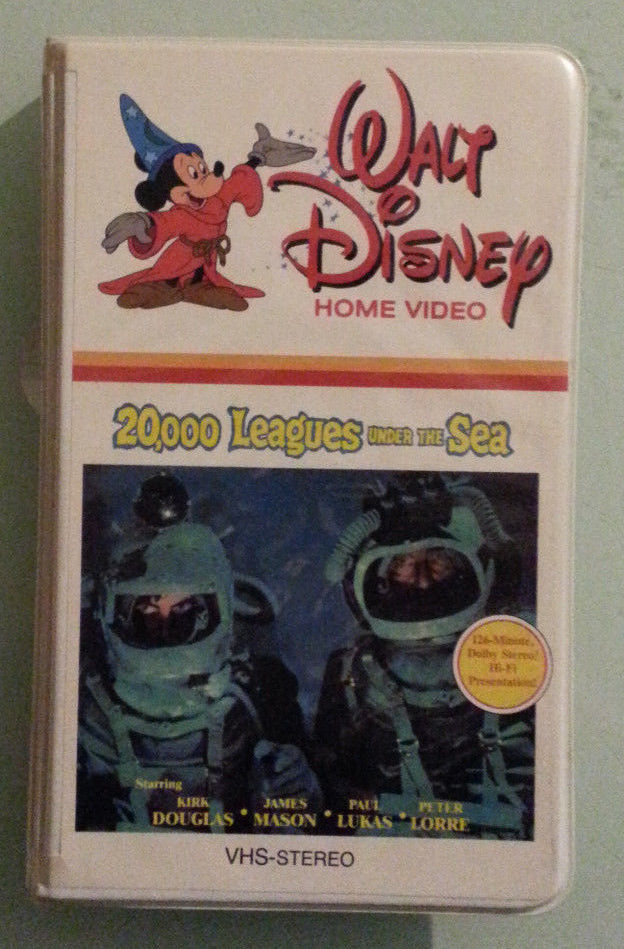 WALT
DISNEY
HOME VIDEO
20,000 Leagues UNDER THE Sea
126-Minute,
Dolby Stereo/
Hi-Fi
Presentation!
Starring
KIRK DOUGLAS • JAMES MASON • PAUL LUKAS • PETER LORRE
VHS-STEREO